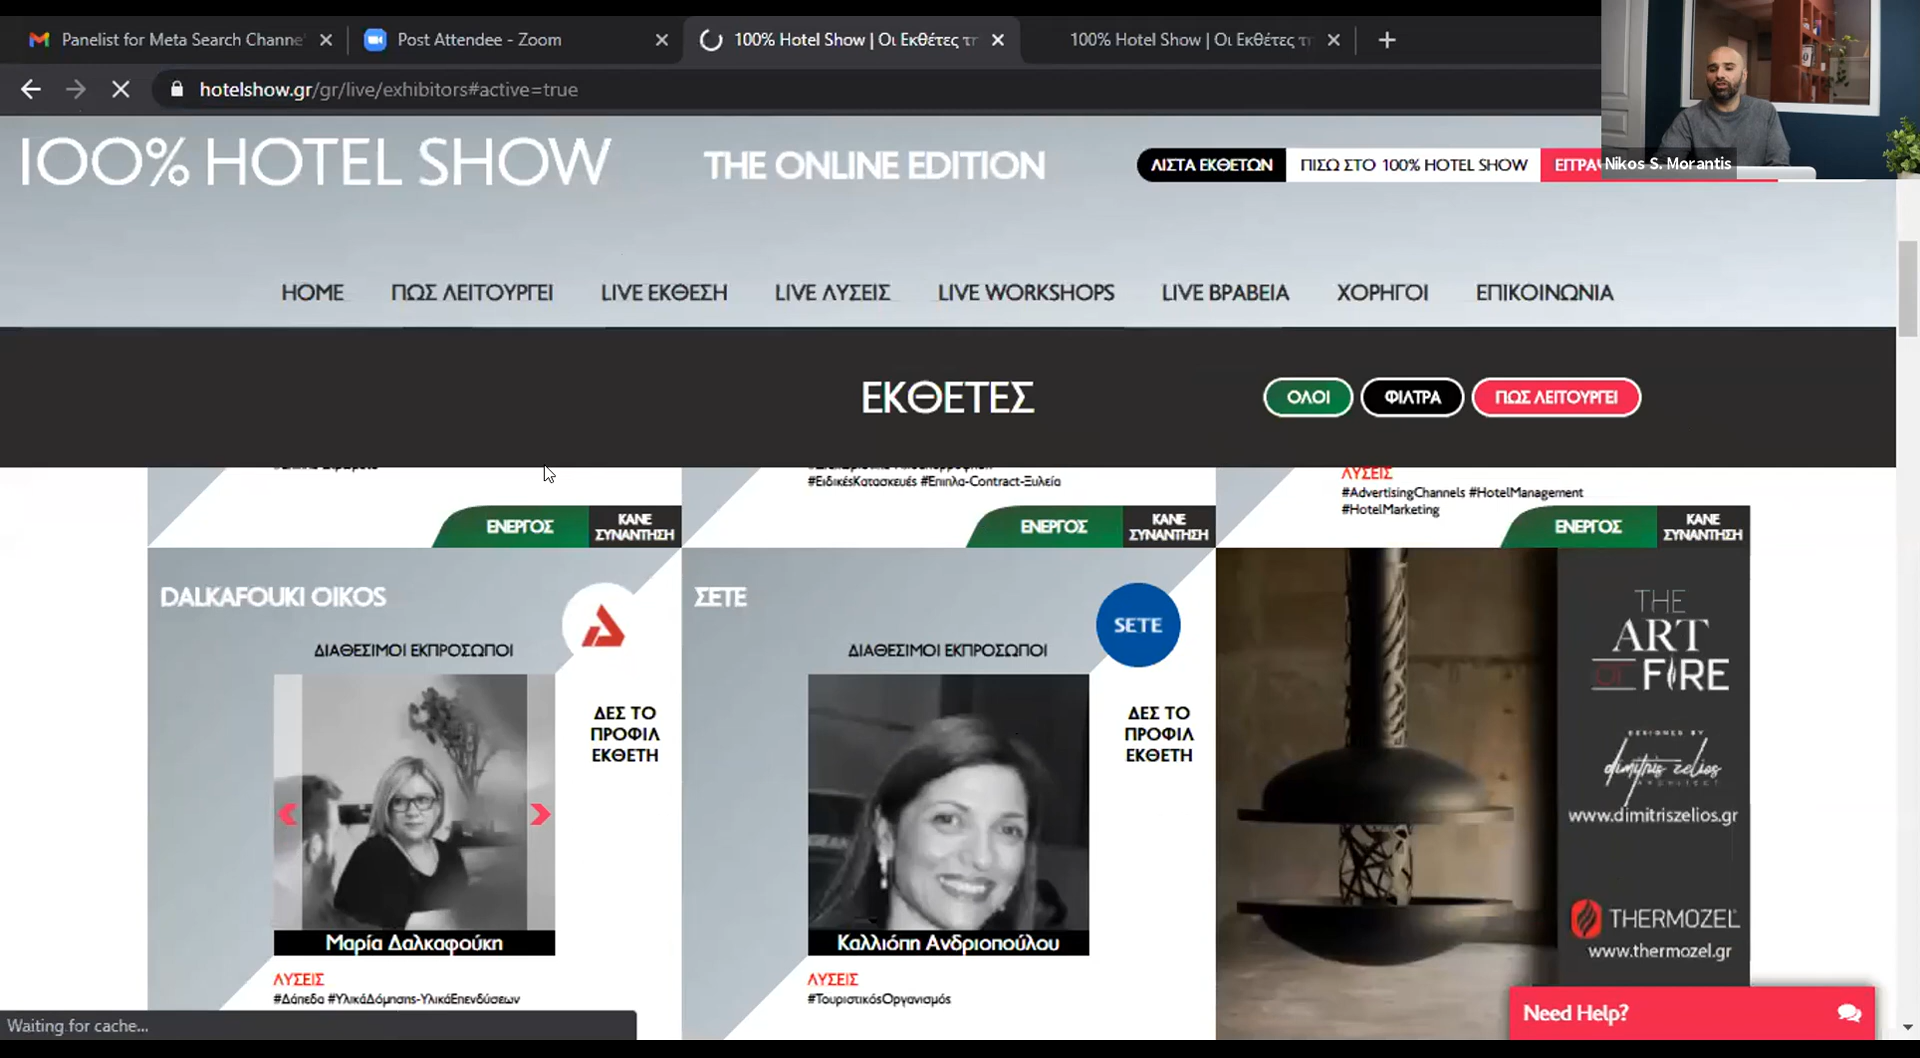 Panelist for Meta Search Channe
Post Attendee - Zoom
100% Hotel Show | Οι Εκθέτες τη
100% Hotel Show | Οι Εκθέτες τη
hotelshow.gr/gr/live/exhibitors#active=true
Nikos S. Morantis
100% HOTEL SHOW
THE ONLINE EDITION
ΛΙΣΤΑ ΕΚΘΕΤΩΝ
ΠΙΣΩ ΣΤΟ 100% HOTEL SHOW
ΕΓΓΡΑ
HOME
ΠΩΣ ΛΕΙΤΟΥΡΓΕΙ
LIVE ΕΚΘΕΣΗ
LIVE ΛΥΣΕΙΣ
LIVE WORKSHOPS
LIVE ΒΡΑΒΕΙΑ
ΧΟΡΗΓΟΙ
ΕΠΙΚΟΙΝΩΝΙΑ
ΕΚΘΕΤΕΣ
ΟΛΟΙ
ΦΙΛΤΡΑ
ΠΩΣ ΛΕΙΤΟΥΡΓΕΙ
#ΕιδικέςΚατασκευές #Επιπλα-Contract-Ξυλεία
ΛΥΣΕΙΣ
#AdvertisingChannels #HotelManagement
#HotelMarketing
ΕΝΕΡΓΟΣ
ΚΑΝΕ
ΣΥΝΑΝΤΗΣΗ
ΕΝΕΡΓΟΣ
ΚΑΝΕ
ΣΥΝΑΝΤΗΣΗ
ΕΝΕΡΓΟΣ
ΚΑΝΕ
ΣΥΝΑΝΤΗΣΗ
DALKAFOUKI OIKOS
ΔΙΑΘΕΣΙΜΟΙ ΕΚΠΡΟΣΩΠΟΙ
ΔΕΣ ΤΟ
ΠΡΟΦΙΛ
ΕΚΘΕΤΗ
Μαρία Δαλκαφούκη
ΛΥΣΕΙΣ
#Δάπεδα #ΥλικάΔόμησης-ΥλικάΕπενδύσεων
ΣΕΤΕ
SETE
ΔΙΑΘΕΣΙΜΟΙ ΕΚΠΡΟΣΩΠΟΙ
ΔΕΣ ΤΟ
ΠΡΟΦΙΛ
ΕΚΘΕΤΗ
Καλλιόπη Ανδριοπούλου
ΛΥΣΕΙΣ
#ΤουριστικόςΟργανισμός
THE
ART
OF FIRE
DESIGNED BY
dimitris zelios
ARCHITECT
www.dimitriszelios.gr
THERMOZEL
www.thermozel.gr
Need Help?
Waiting for cache...